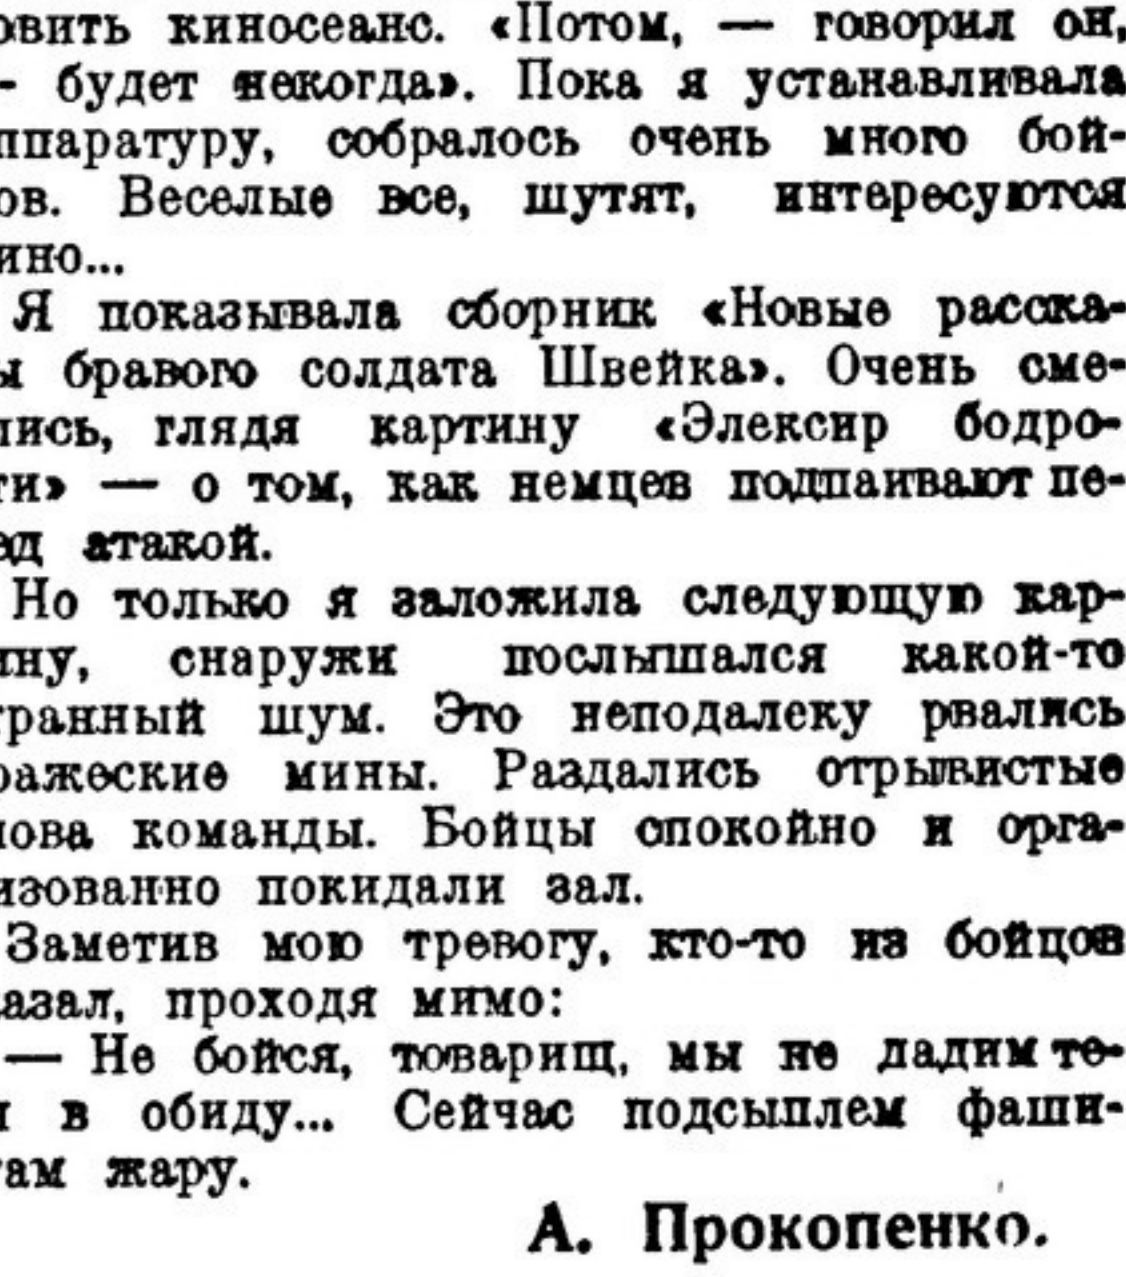 овить киносеанс. «Потом, — говорил он,
- будет некогда». Пока я устанавливала
ппаратуру, собралось очень много бой-
ов. Веселые все, шутят, интересуются
ино...
Я показывала сборник «Новые расска-
ы бравого солдата Швейка». Очень сме-
лись, глядя картину «Элексир бодро-
ти» — о том, как немцев подпаивают пе-
ед атакой.
Но только я заложила следующую кар-
ину, снаружи послышался какой-то
транный шум. Это неподалеку рвались
ражеские мины. Раздались отрывистые
лова команды. Бойцы спокойно и орга-
изованно покидали зал.
Заметив мою тревогу, кто-то из бойцов
азал, проходя мимо:
— Не бойся, товарищ, мы не дадим те-
я в обиду... Сейчас подсыплем фаши-
там жару.
А. Прокопенко.